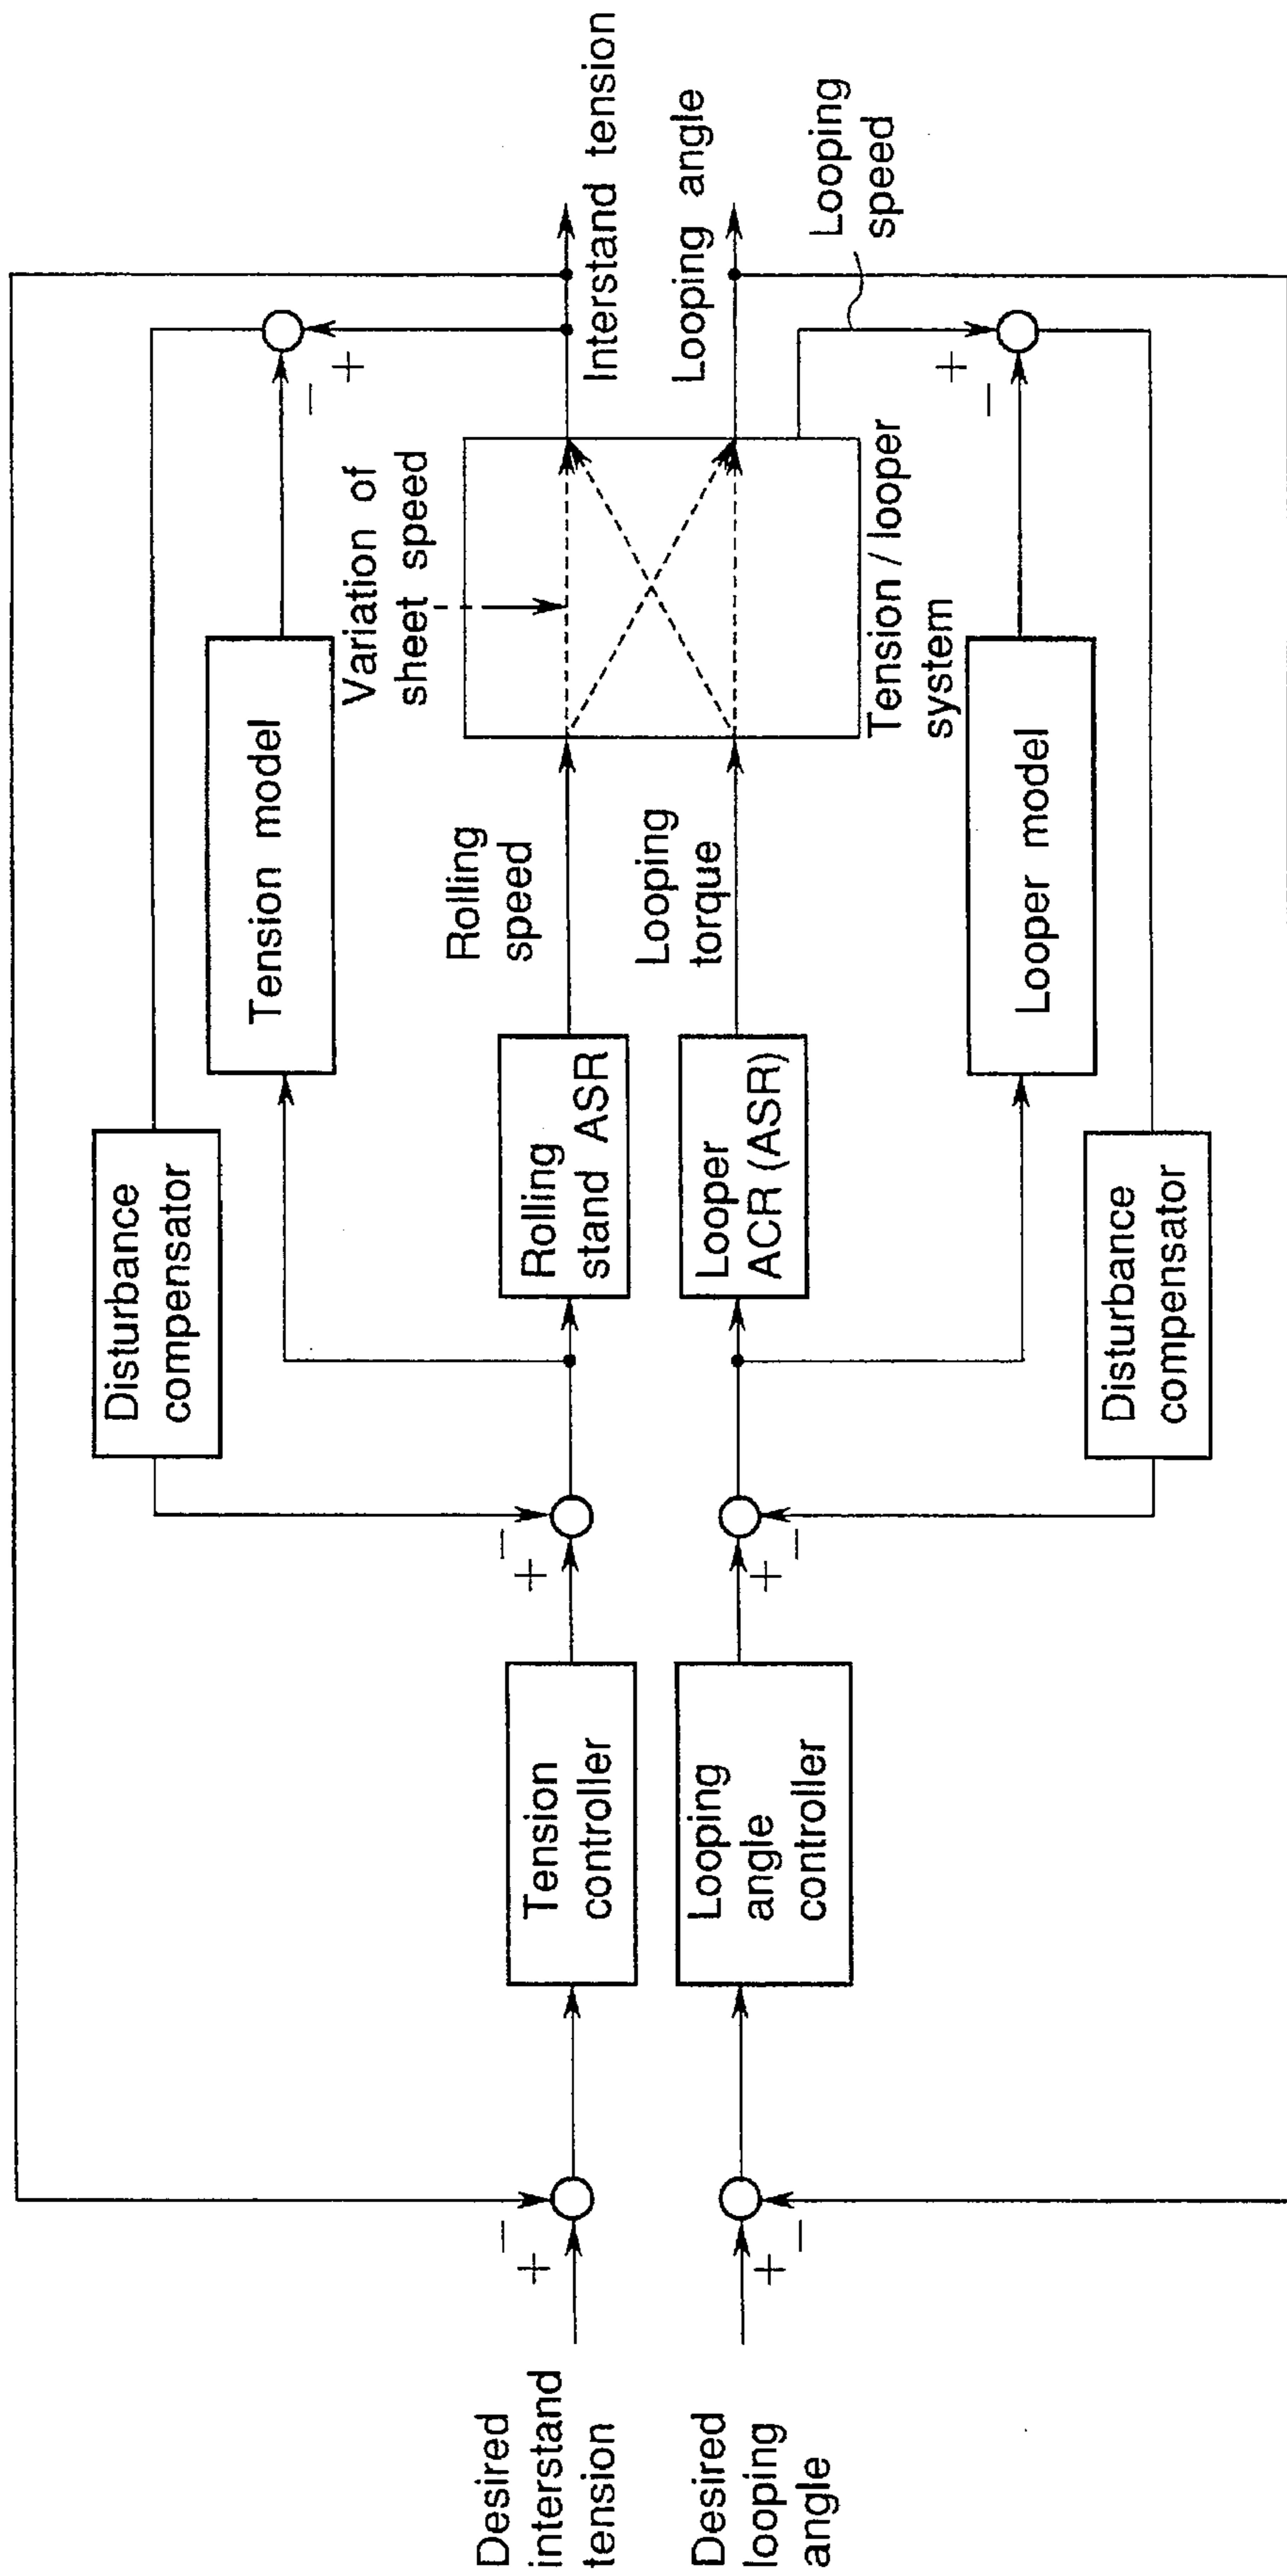 Desired
interstand
tension
Desired
looping
angle
−
+
+
−
Tension
controller
Looping
angle
controller
−
+
+
−
Disturbance
compensator
Rolling
stand ASR
Looper
ACR (ASR)
Disturbance
compensator
Tension model
Rolling
speed
Looping
torque
Looper model
Variation of
sheet speed
Tension / looper
system
−
+
+
−
Interstand tension
Looping angle
Looping
speed